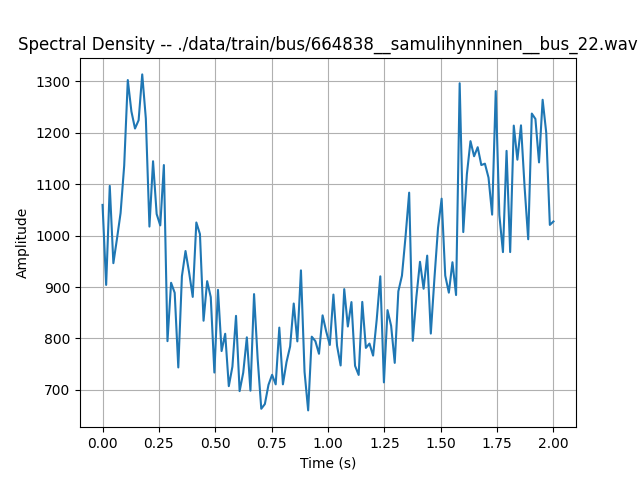 Spectral Density -- ./data/train/bus/664838__samulihynninen__bus_22.wav
1300
1200
1100
1000
900
800
700
Amplitude
0.00 0.25 0.50 0.75 1.00 1.25 1.50 1.75 2.00
Time (s)